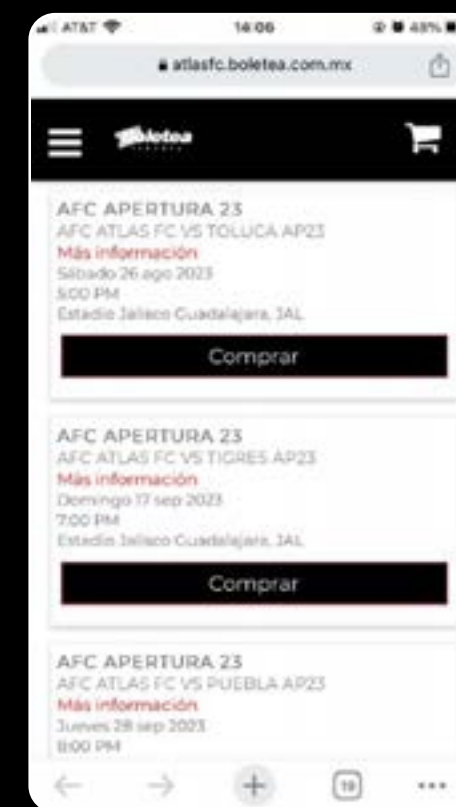 AT&T
14:06
49%
atlasfc.boletea.com.mx
Boletea
AFC APERTURA 23
AFC ATLAS FC VS TOLUCA AP23
Más información
Sábado 26 ago 2023
5:00 PM
Estadio Jalisco Guadalajara, JAL
Comprar
AFC APERTURA 23
AFC ATLAS FC VS TIGRES AP23
Más información
Domingo 17 sep 2023
7:00 PM
Estadio Jalisco Guadalajara, JAL
Comprar
AFC APERTURA 23
AFC ATLAS FC VS PUEBLA AP23
Más información
Jueves 28 sep 2023
8:00 PM
19